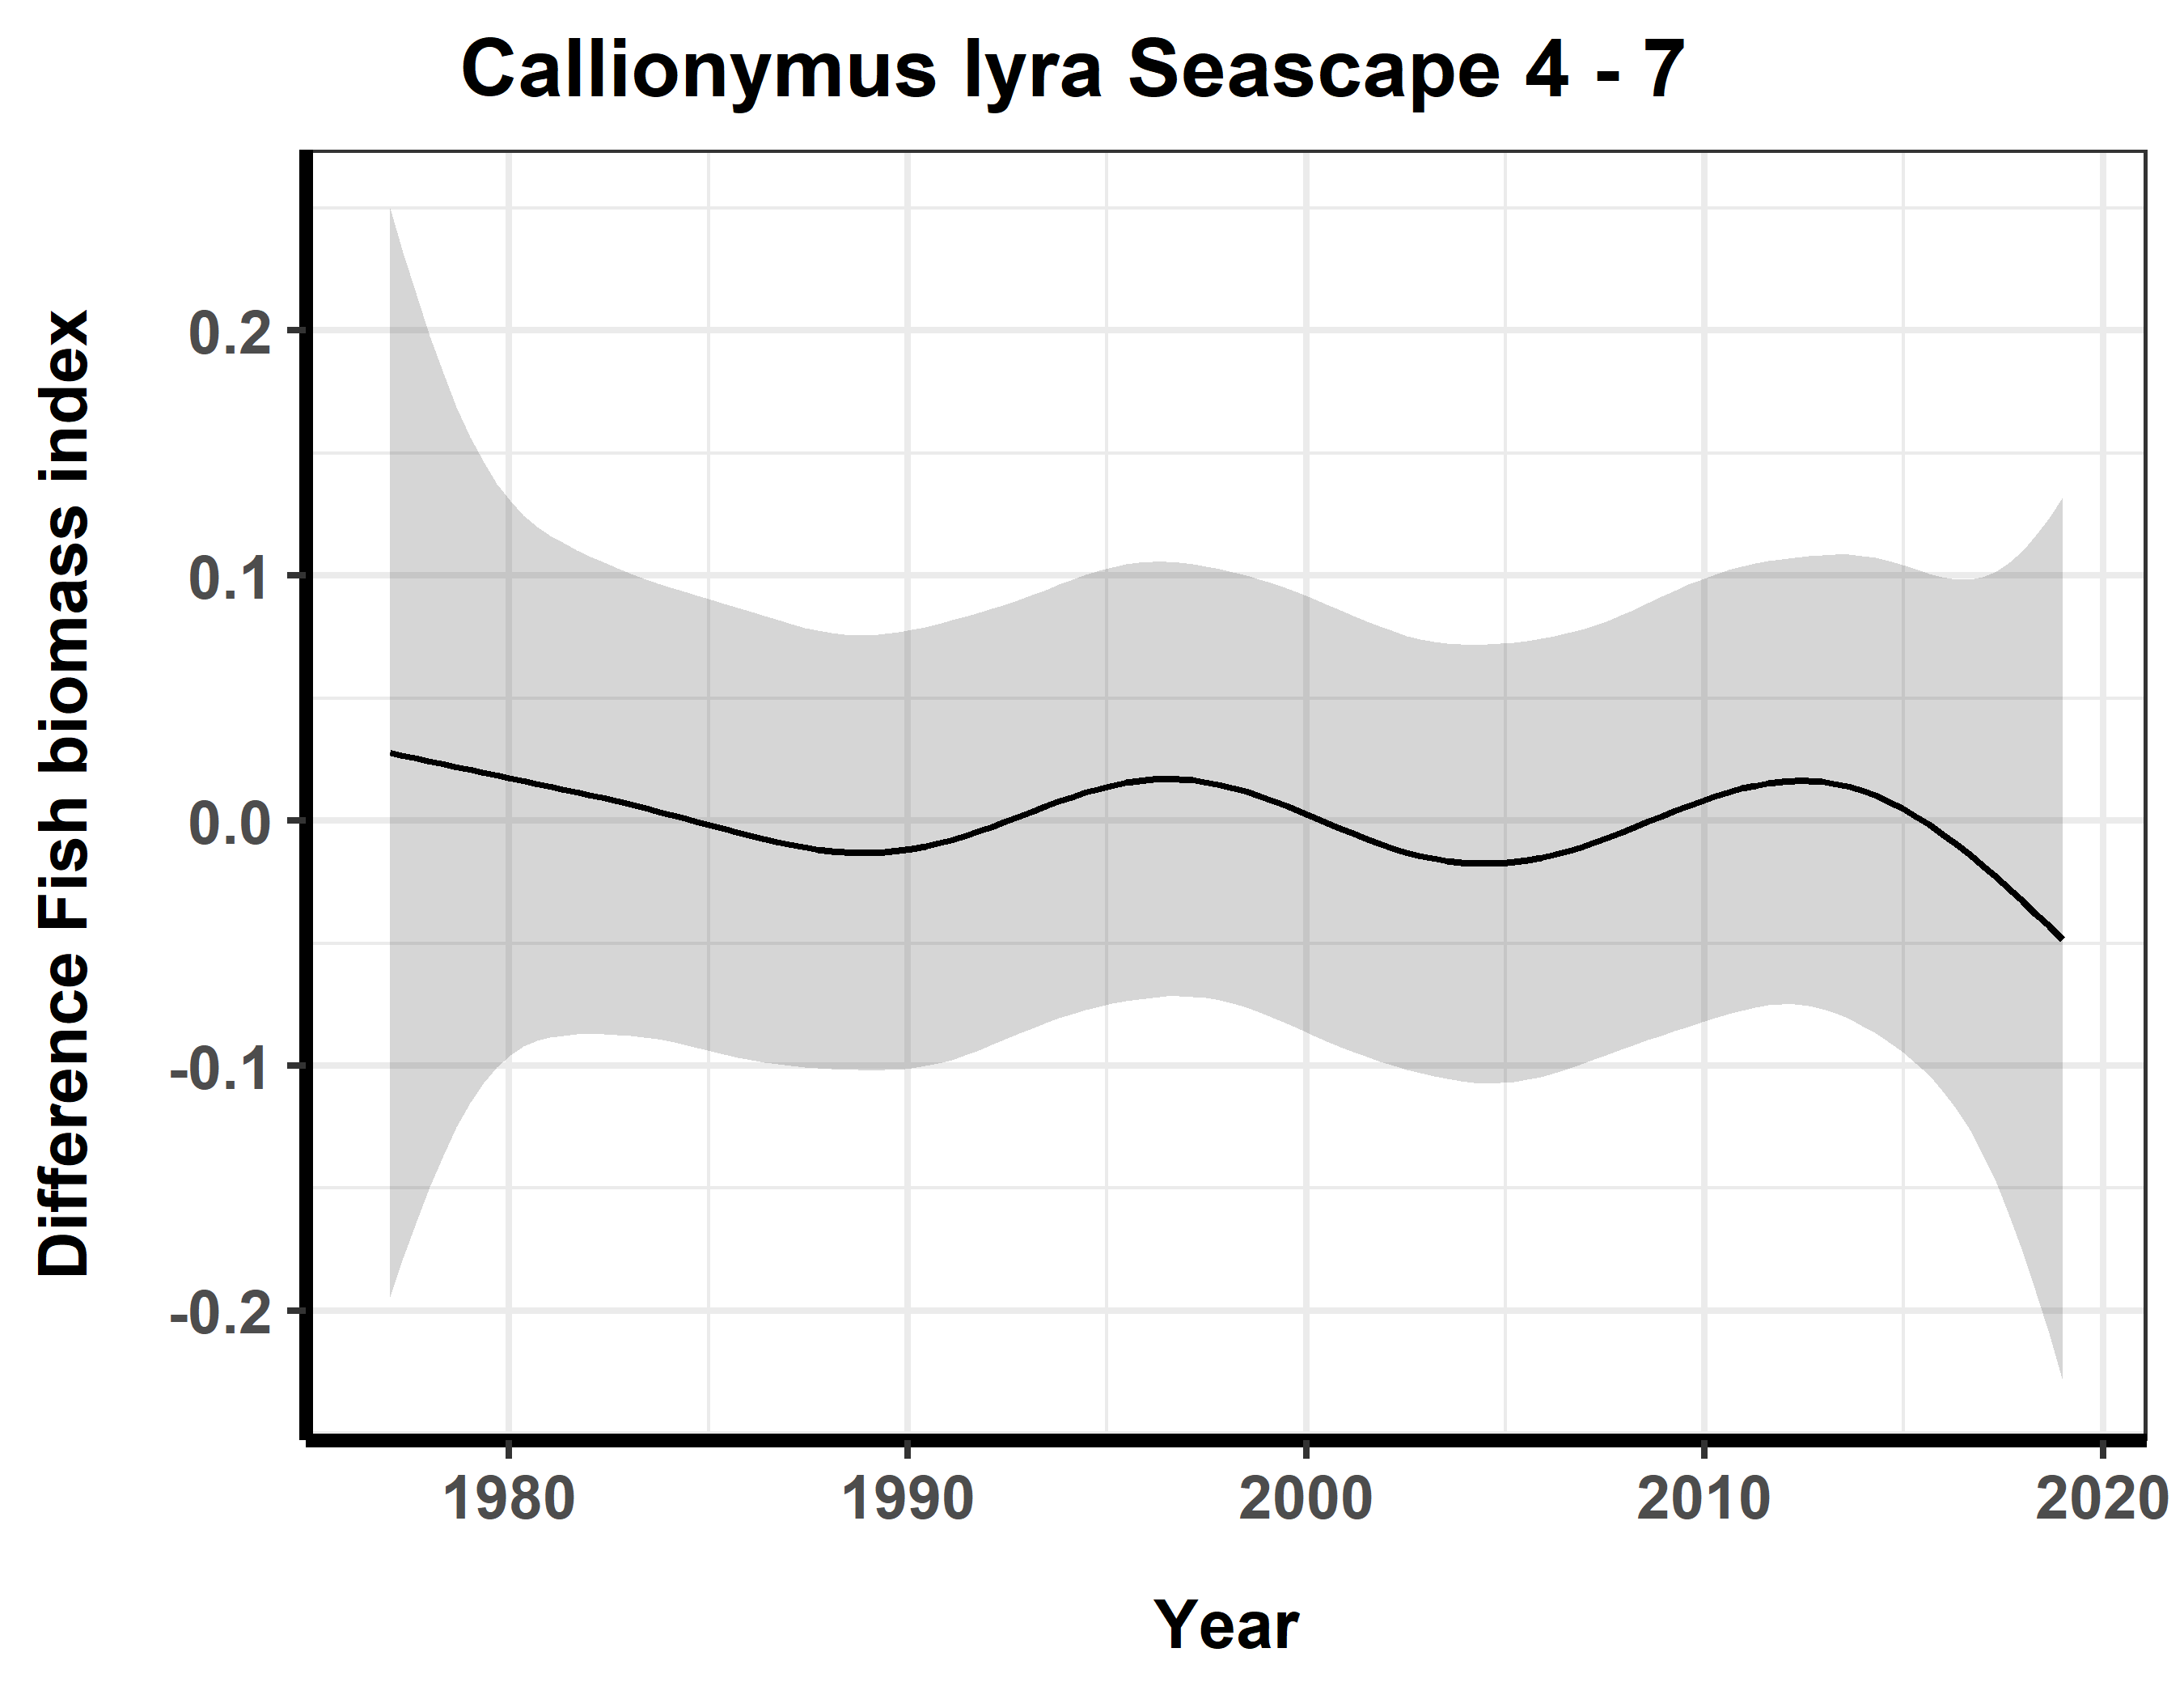 Callionymus lyra Seascape 4 - 7
Difference Fish biomass index
0.2
0.1
0.0
-0.1
-0.2
1980 1990 2000 2010 2020
Year